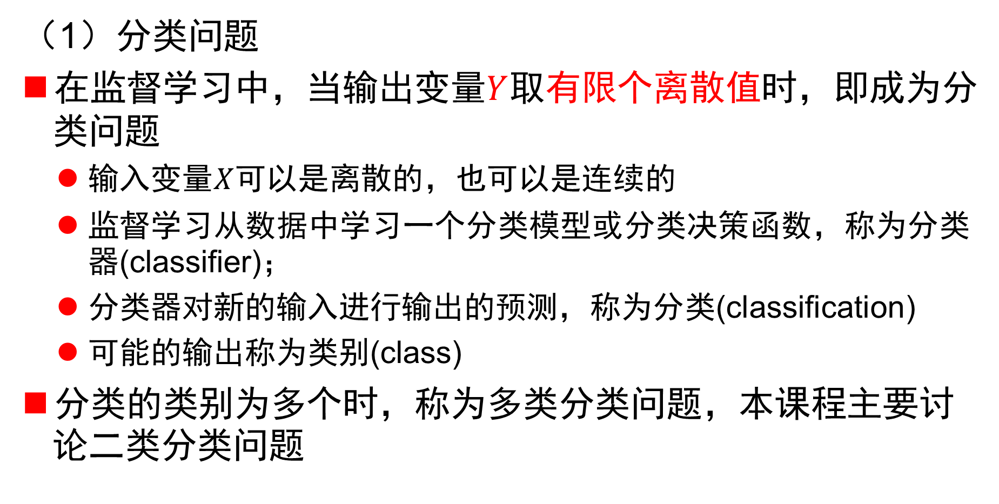 （1）分类问题
在监督学习中，当输出变量Y取有限个离散值时，即成为分
类问题
输入变量X可以是离散的，也可以是连续的
监督学习从数据中学习一个分类模型或分类决策函数，称为分类
器(classifier)；
分类器对新的输入进行输出的预测，称为分类(classification)
可能的输出称为类别(class)
分类的类别为多个时，称为多类分类问题，本课程主要讨
论二类分类问题